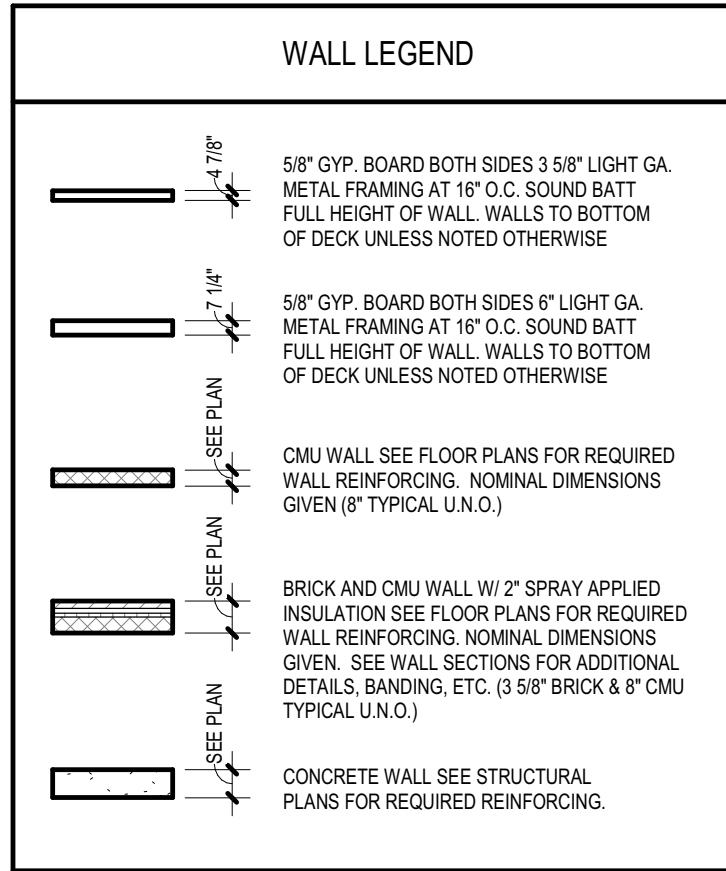 WALL LEGEND
4 7/8"
5/8" GYP. BOARD BOTH SIDES 3 5/8" LIGHT GA.
METAL FRAMING AT 16" O.C. SOUND BATT
FULL HEIGHT OF WALL. WALLS TO BOTTOM
OF DECK UNLESS NOTED OTHERWISE
7 1/4"
5/8" GYP. BOARD BOTH SIDES 6" LIGHT GA.
METAL FRAMING AT 16" O.C. SOUND BATT
FULL HEIGHT OF WALL. WALLS TO BOTTOM
OF DECK UNLESS NOTED OTHERWISE
SEE PLAN
CMU WALL SEE FLOOR PLANS FOR REQUIRED
WALL REINFORCING. NOMINAL DIMENSIONS
GIVEN (8" TYPICAL U.N.O.)
SEE PLAN
BRICK AND CMU WALL W/ 2" SPRAY APPLIED
INSULATION SEE FLOOR PLANS FOR REQUIRED
WALL REINFORCING. NOMINAL DIMENSIONS
GIVEN. SEE WALL SECTIONS FOR ADDITIONAL
DETAILS, BANDING, ETC. (3 5/8" BRICK & 8" CMU
TYPICAL U.N.O.)
SEE PLAN
CONCRETE WALL SEE STRUCTURAL
PLANS FOR REQUIRED REINFORCING.